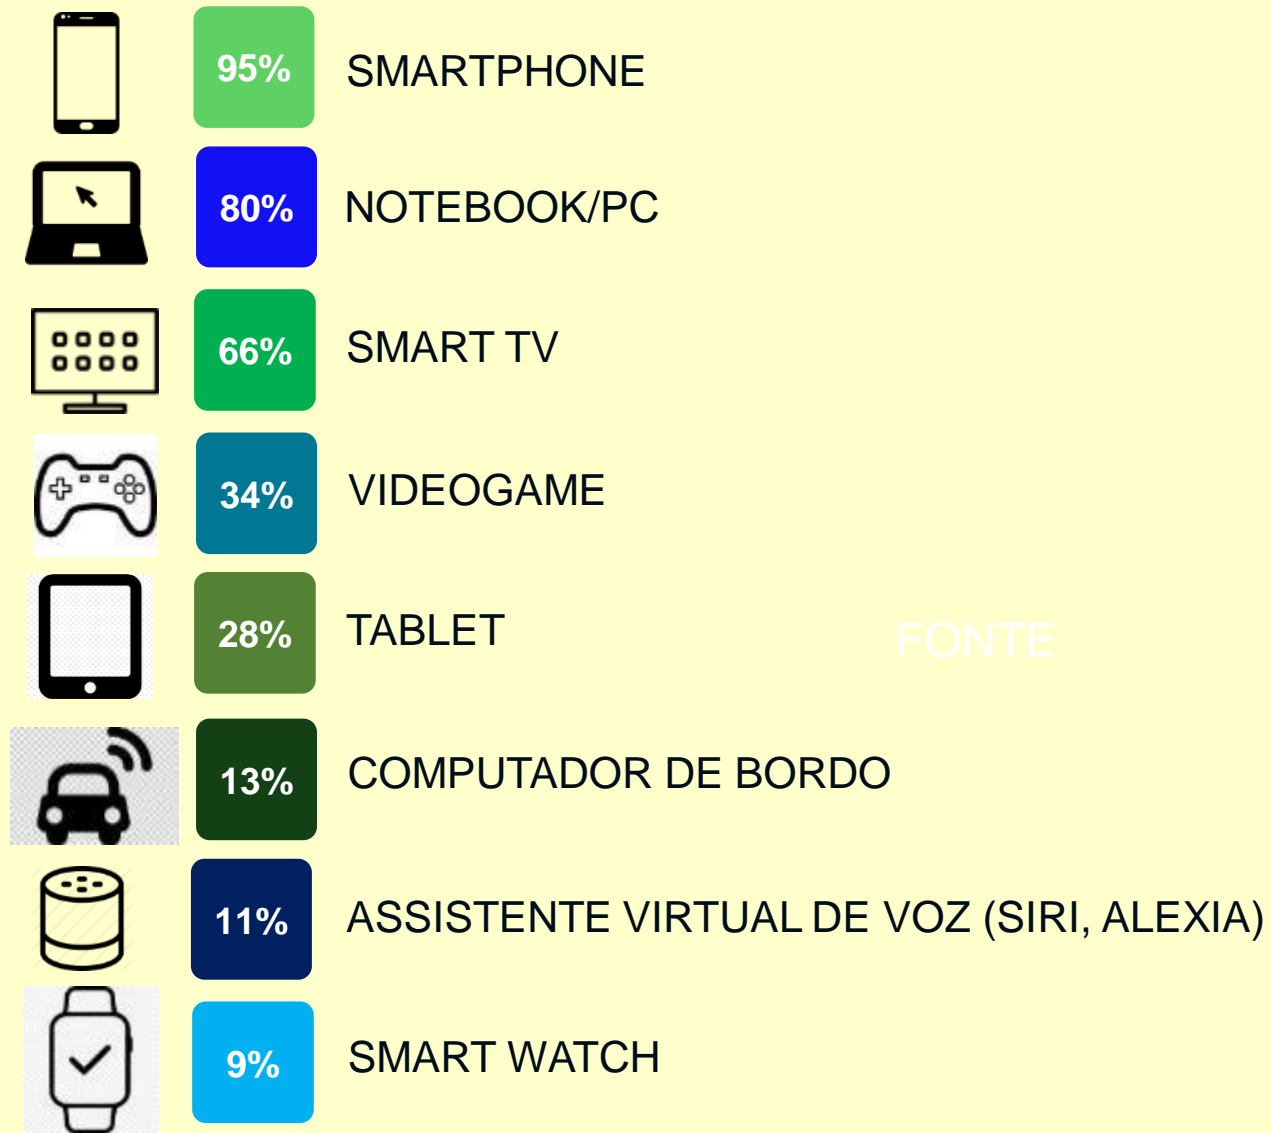 95% SMARTPHONE
80% NOTEBOOK/PC
66% SMART TV
34% VIDEOGAME
28% TABLET
FONTE
13% COMPUTADOR DE BORDO
11% ASSISTENTE VIRTUAL DE VOZ (SIRI, ALEXIA)
9% SMART WATCH